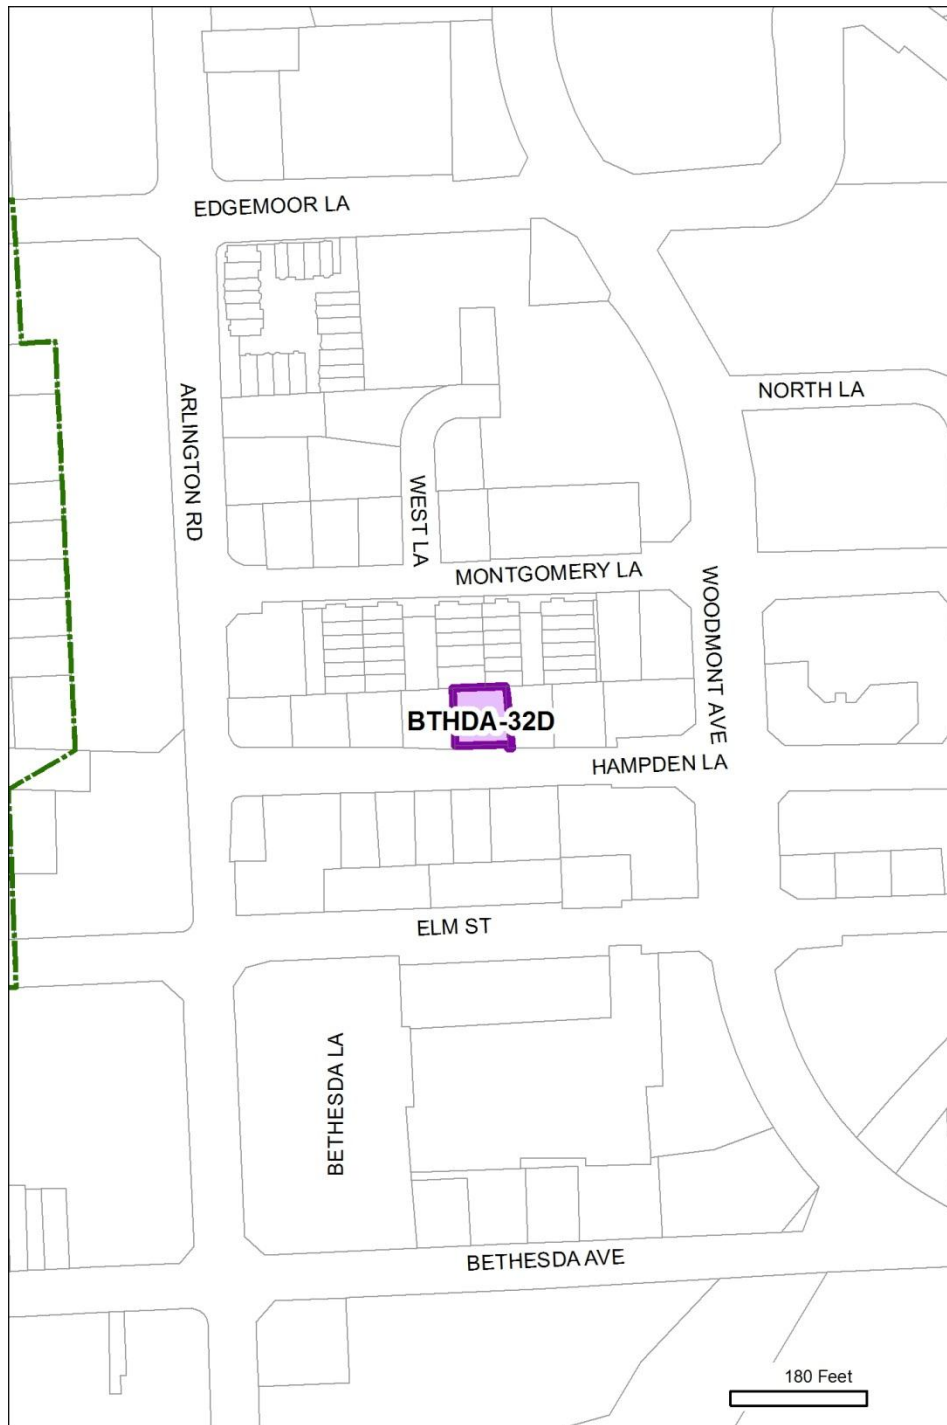 EDGEMOOR LA
NORTH LA
ARLINGTON RD
WEST LA
MONTGOMERY LA
WOODMONT AVE
BTHDA-32D
HAMPDEN LA
ELM ST
BETHESDA LA
BETHESDA AVE
180 Feet